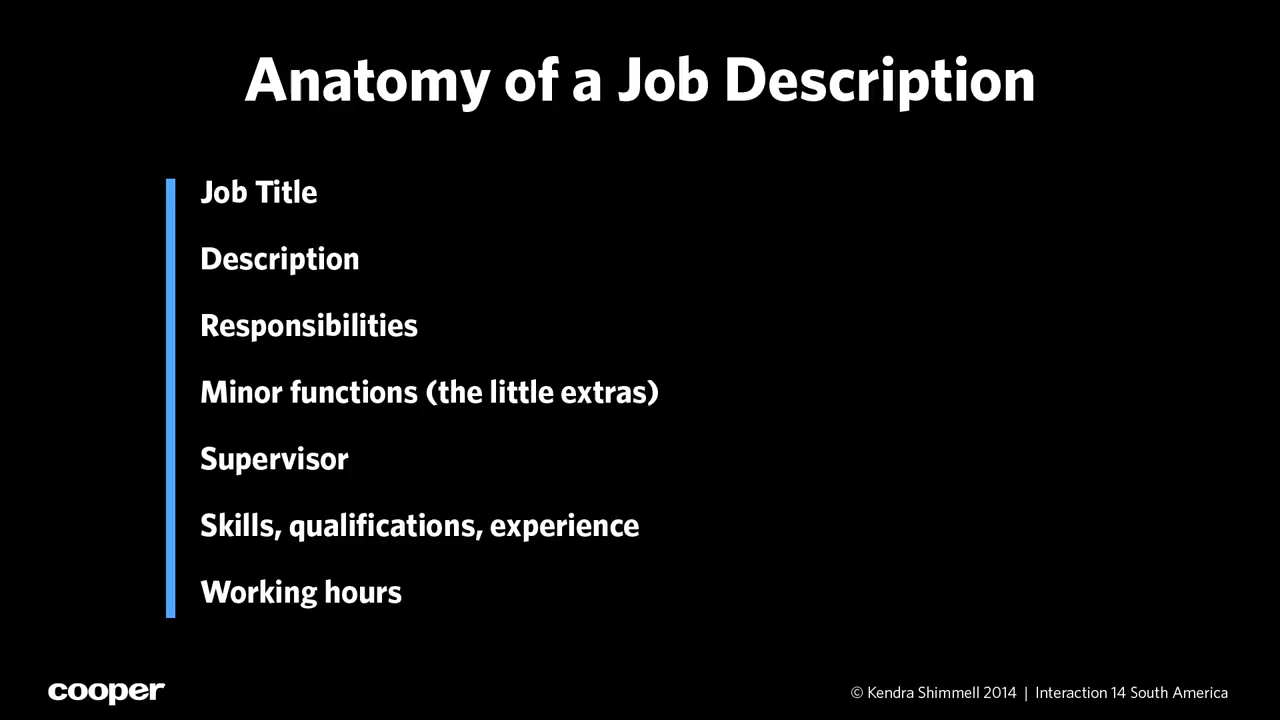 Anatomy of a Job Description
Job Title
Description
Responsibilities
Minor functions (the little extras)
Supervisor
Skills, qualifications, experience
Working hours
cooper
© Kendra Shimmell 2014 | Interaction 14 South America